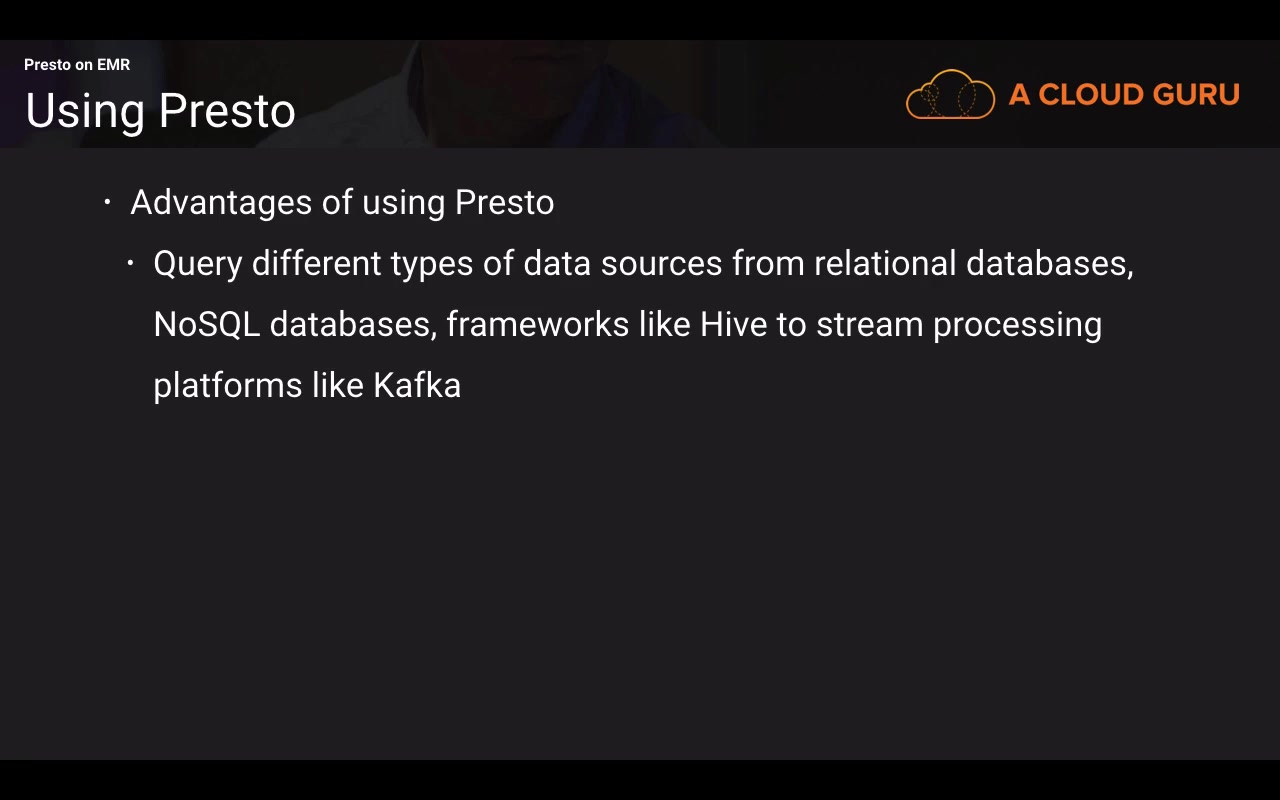 Presto on EMR
Using Presto
A CLOUD GURU
• Advantages of using Presto
• Query different types of data sources from relational databases,
NoSQL databases, frameworks like Hive to stream processing
platforms like Kafka